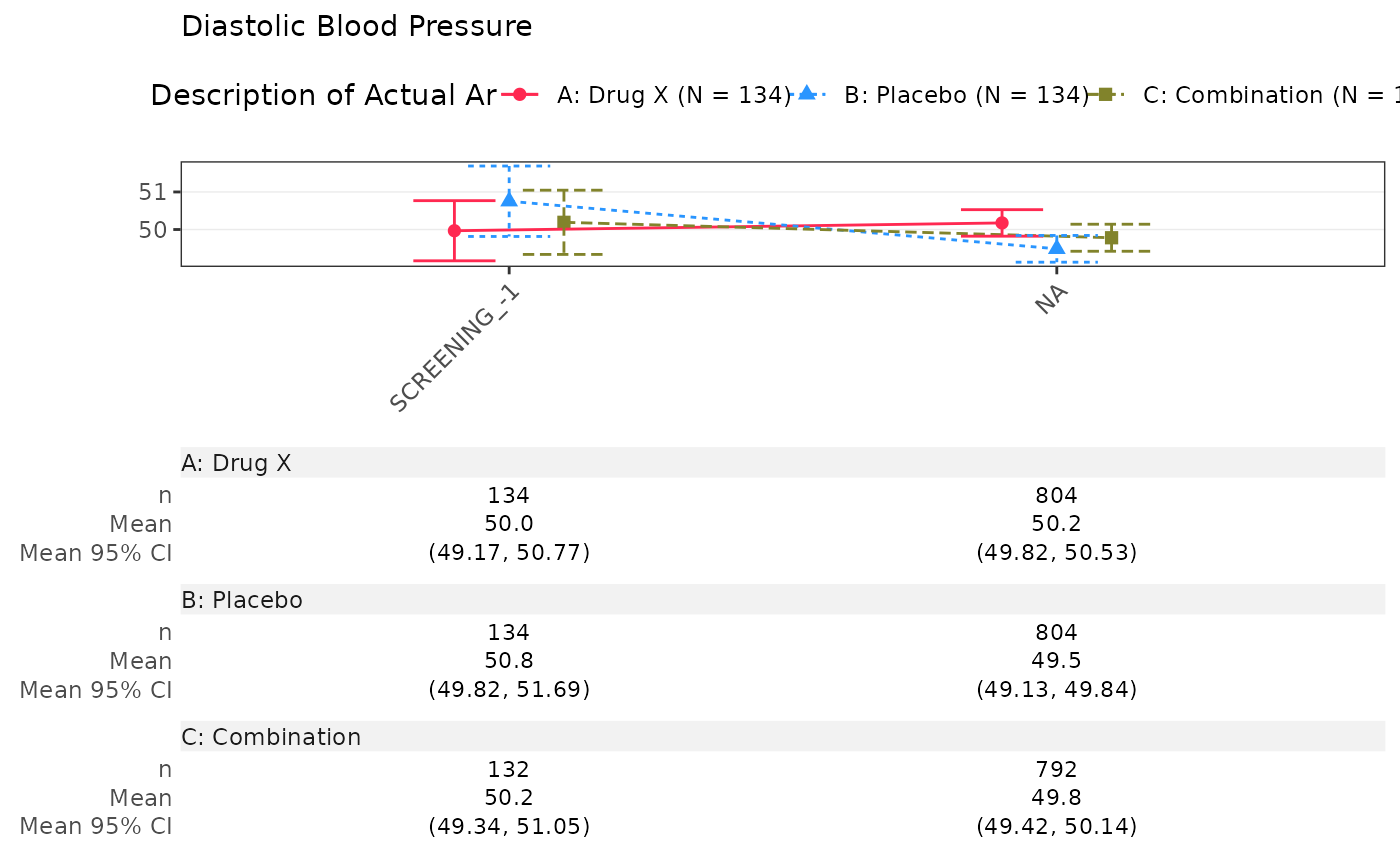 Diastolic Blood Pressure
Description of Actual Ar A: Drug X (N = 134) B: Placebo (N = 134) C: Combination (N = 1
51
50
SCREENING_-1 NA
A: Drug X
n 134 804
Mean 50.0 50.2
Mean 95% CI (49.17, 50.77) (49.82, 50.53)
B: Placebo
n 134 804
Mean 50.8 49.5
Mean 95% CI (49.82, 51.69) (49.13, 49.84)
C: Combination
n 132 792
Mean 50.2 49.8
Mean 95% CI (49.34, 51.05) (49.42, 50.14)